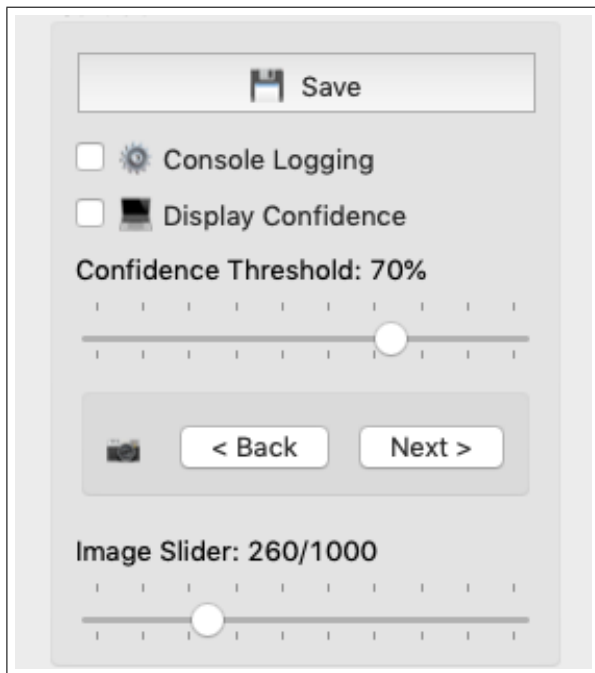 Save
Console Logging
Display Confidence
Confidence Threshold: 70%
< Back Next >
Image Slider: 260/1000